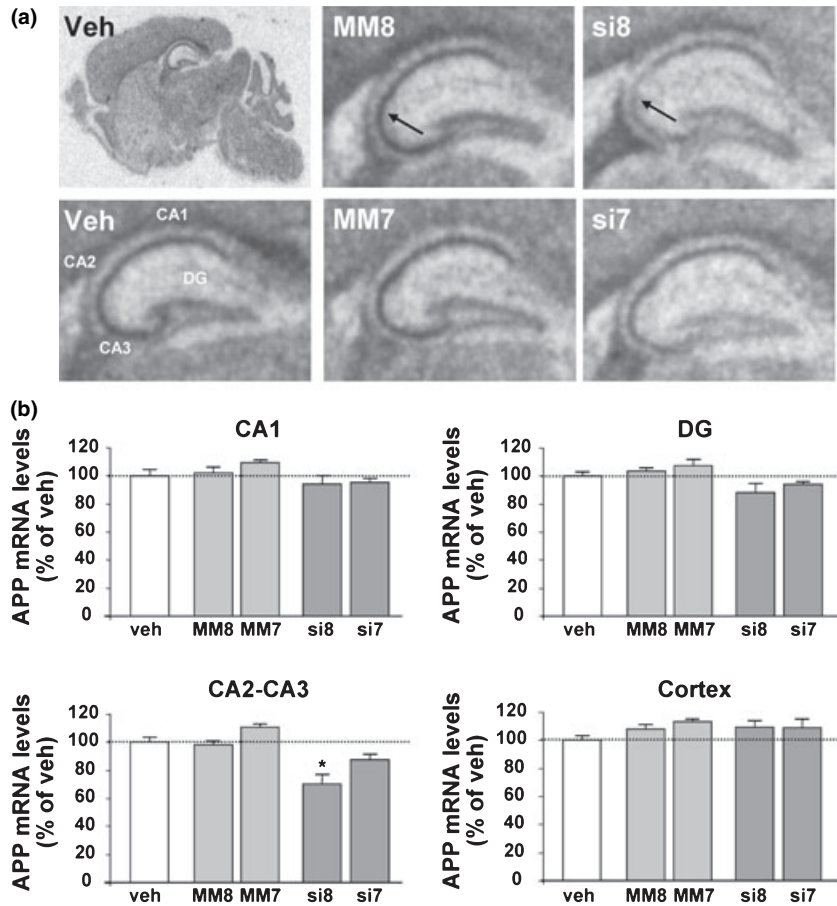 (a)
Veh
MM8
si8
Veh
CA1
CA2
DG
CA3
MM7
si7
(b)
CA1
APP mRNA levels
(% of veh)
120
100
80
60
40
20
0
veh
MM8
MM7
si8
si7
DG
APP mRNA levels
(% of veh)
120
100
80
60
40
20
0
veh
MM8
MM7
si8
si7
CA2-CA3
APP mRNA levels
(% of veh)
120
100
80
60
40
20
0
*
veh
MM8
MM7
si8
si7
Cortex
APP mRNA levels
(% of veh)
120
100
80
60
40
20
0
veh
MM8
MM7
si8
si7